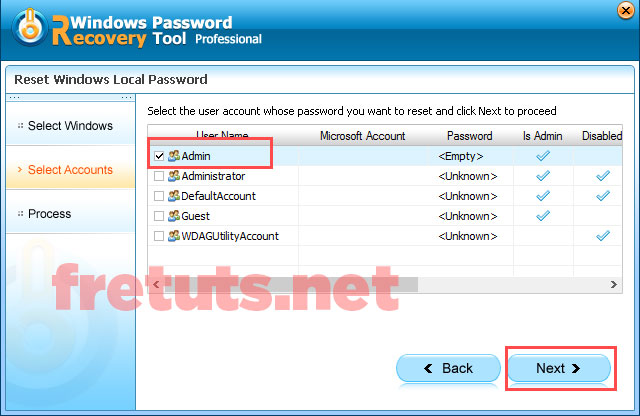 Windows Password
Recovery Tool Professional
Reset Windows Local Password
Select the user account whose password you want to reset and click Next to proceed
Select Windows
Select Accounts
Process
User Name Microsoft Account Password Is Admin Disabled
Admin <Empty>
Administrator <Unknown>
DefaultAccount <Unknown>
Guest <Unknown>
WDAGUtilityAccount <Unknown>
fretuts.net
Back
Next